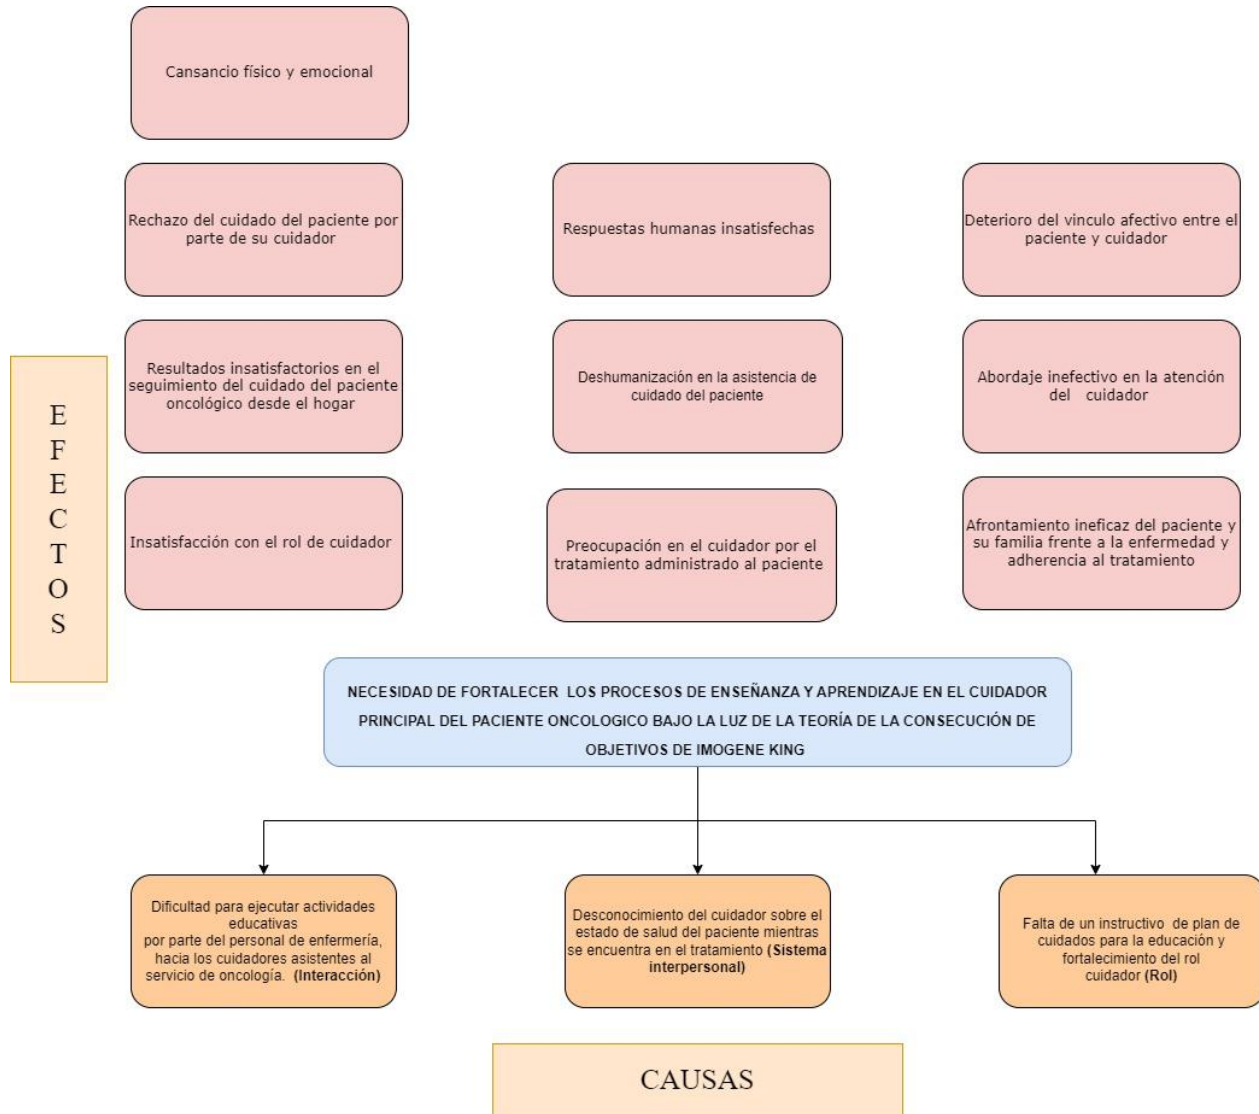 Cansancio físico y emocional
Rechazo del cuidado del paciente por
parte de su cuidador
Respuestas humanas insatisfechas
Deterioro del vinculo afectivo entre el
paciente y cuidador
Resultados insatisfactorios en el
seguimiento del cuidado del paciente
oncológico desde el hogar
Deshumanización en la asistencia de
cuidado del paciente
Abordaje inefectivo en la atención
del cuidador
E
F
E
C
T
O
S
Insatisfacción con el rol de cuidador
Preocupación en el cuidador por el
tratamiento administrado al paciente
Afrontamiento ineficaz del paciente y
su familia frente a la enfermedad y
adherencia al tratamiento
NECESIDAD DE FORTALECER LOS PROCESOS DE ENSEÑANZA Y APRENDIZAJE EN EL CUIDADOR
PRINCIPAL DEL PACIENTE ONCOLOGICO BAJO LA LUZ DE LA TEORÍA DE LA CONSECUCIÓN DE
OBJETIVOS DE IMOGENE KING
Dificultad para ejecutar actividades
educativas
por parte del personal de enfermería,
hacia los cuidadores asistentes al
servicio de oncología. (Interacción)
Desconocimiento del cuidador sobre el
estado de salud del paciente mientras
se encuentra en el tratamiento (Sistema
interpersonal)
Falta de un instructivo de plan de
cuidados para la educación y
fortalecimiento del rol
cuidador (Rol)
CAUSAS